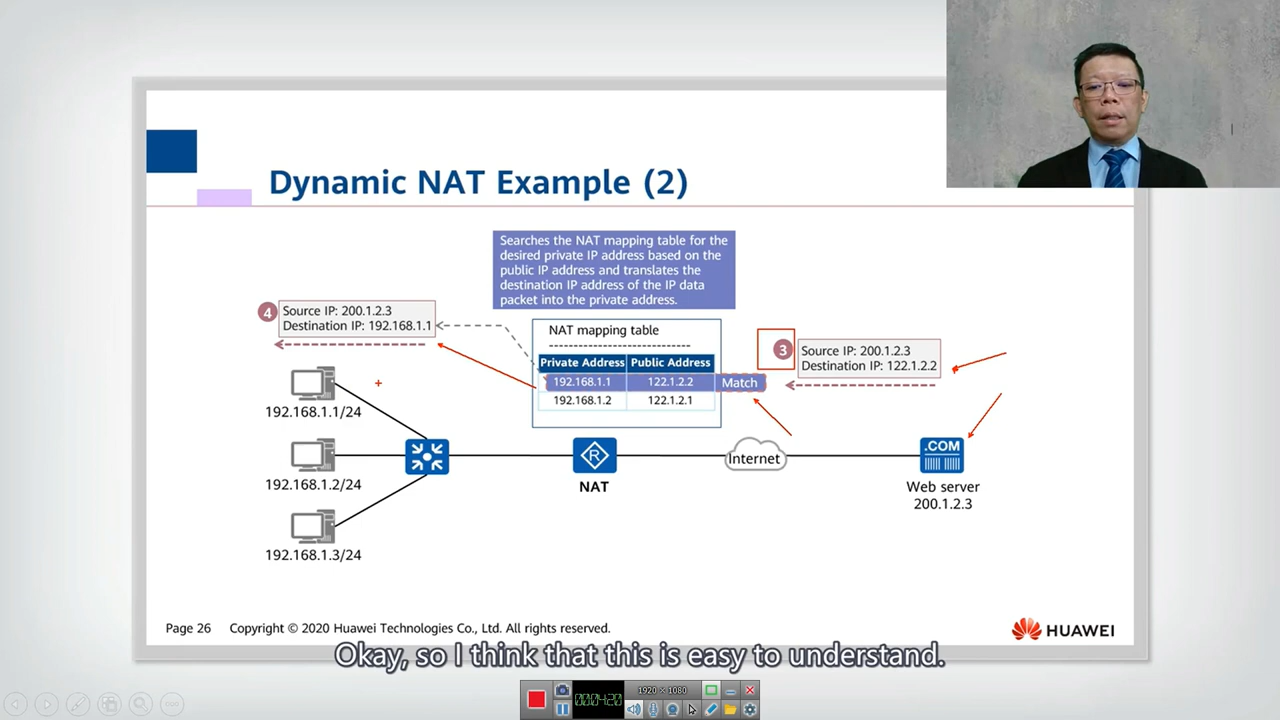 Dynamic NAT Example (2)
Searches the NAT mapping table for the
desired private IP address based on the
public IP address and translates the
destination IP address of the IP data
packet into the private address.
4
Source IP: 200.1.2.3
Destination IP: 192.168.1.1
NAT mapping table
Private Address Public Address
192.168.1.1 122.1.2.2 Match
192.168.1.2 122.1.2.1
3
Source IP: 200.1.2.3
Destination IP: 122.1.2.2
192.168.1.1/24
192.168.1.2/24
192.168.1.3/24
R
NAT
Internet
.COM
Web server
200.1.2.3
Page 26 Copyright © 2020 Huawei Technologies Co., Ltd. All rights reserved.
HUAWEI
Okay, so I think that this is easy to understand.
1920 × 1080
000:04:20